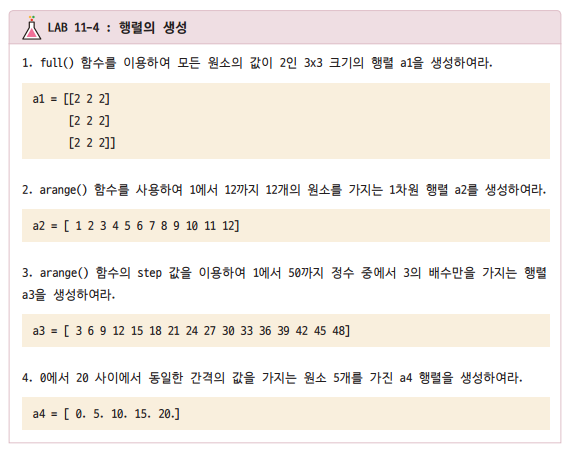 LAB 11-4 : 행렬의 생성
1. full() 함수를 이용하여 모든 원소의 값이 2인 3x3 크기의 행렬 a1을 생성하여라.
a1 = [[2 2 2]
[2 2 2]
[2 2 2]]
2. arange() 함수를 사용하여 1에서 12까지 12개의 원소를 가지는 1차원 행렬 a2를 생성하여라.
a2 = [ 1 2 3 4 5 6 7 8 9 10 11 12]
3. arange() 함수의 step 값을 이용하여 1에서 50까지 정수 중에서 3의 배수만을 가지는 행렬
a3을 생성하여라.
a3 = [ 3 6 9 12 15 18 21 24 27 30 33 36 39 42 45 48]
4. 0에서 20 사이에서 동일한 간격의 값을 가지는 원소 5개를 가진 a4 행렬을 생성하여라.
a4 = [ 0. 5. 10. 15. 20.]